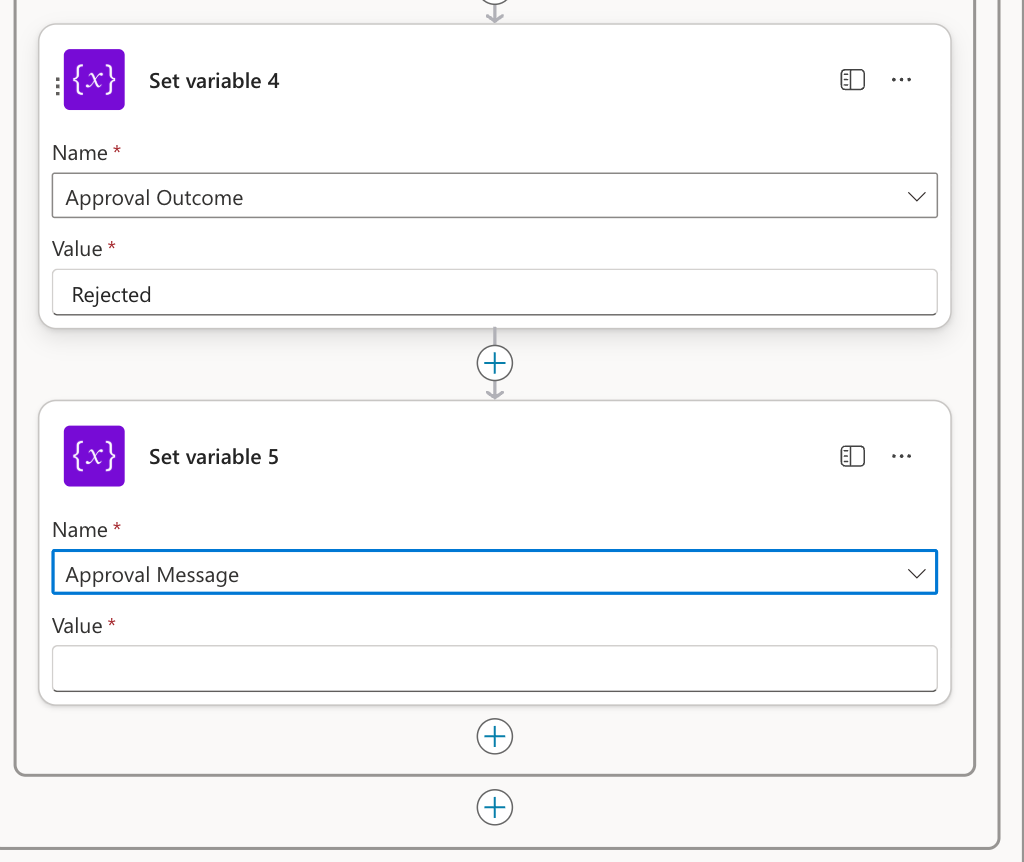 {x}
Set variable 4
Name *
Approval Outcome
Value *
Rejected
{x}
Set variable 5
Name *
Approval Message
Value *